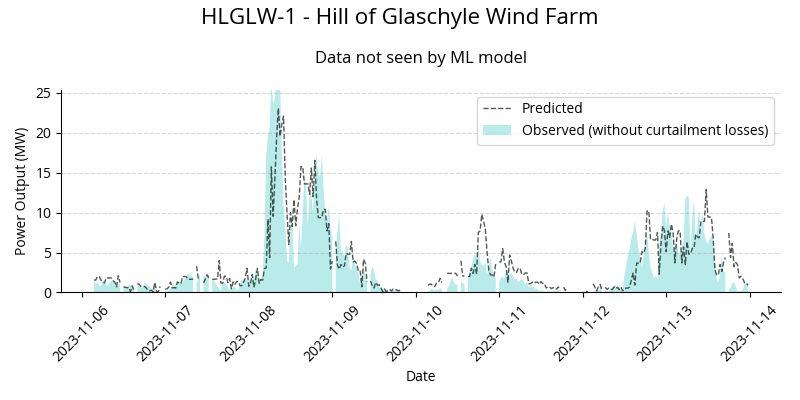 HLGLW-1 - Hill of Glaschyle Wind Farm
Data not seen by ML model
Power Output (MW)
25
20
15
10
5
0
Predicted
Observed (without curtailment losses)
2023-11-06
2023-11-07
2023-11-08
2023-11-09
2023-11-10
2023-11-11
2023-11-12
2023-11-13
2023-11-14
Date